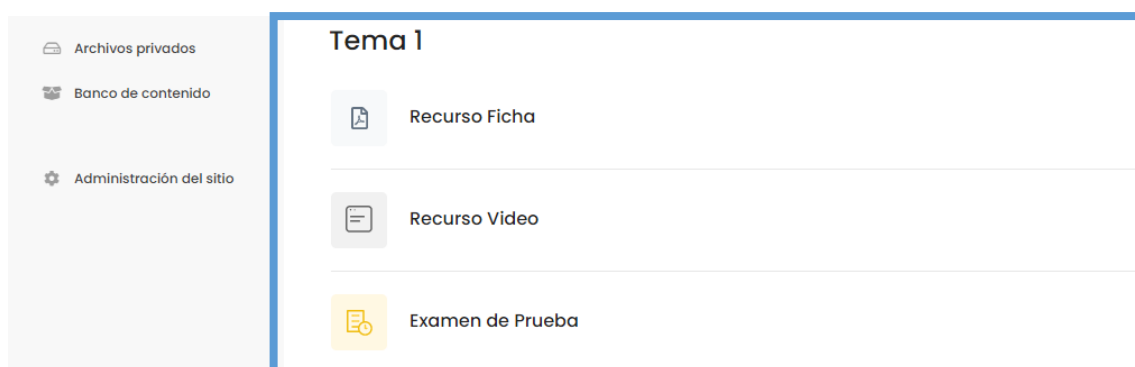 Archivos privados
Banco de contenido
Administración del sitio
Tema 1
Recurso Ficha
Recurso Video
Examen de Prueba